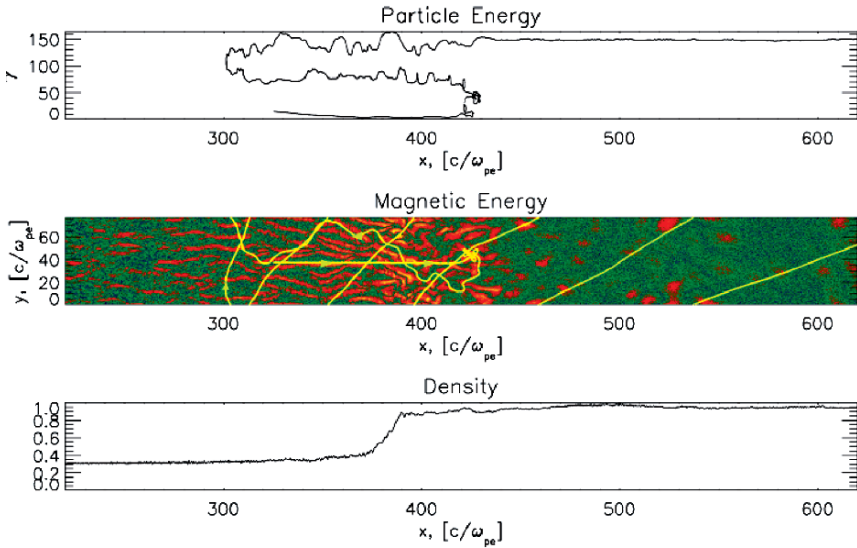 Particle Energy
150
100
50
0
γ
300 400 500 600
x, [c/ω_pe]
Magnetic Energy
60
40
20
0
y, [c/ω_pe]
300 400 500 600
x, [c/ω_pe]
Density
1.0
0.8
0.6
0.4
0.2
0.0
300 400 500 600
x, [c/ω_pe]